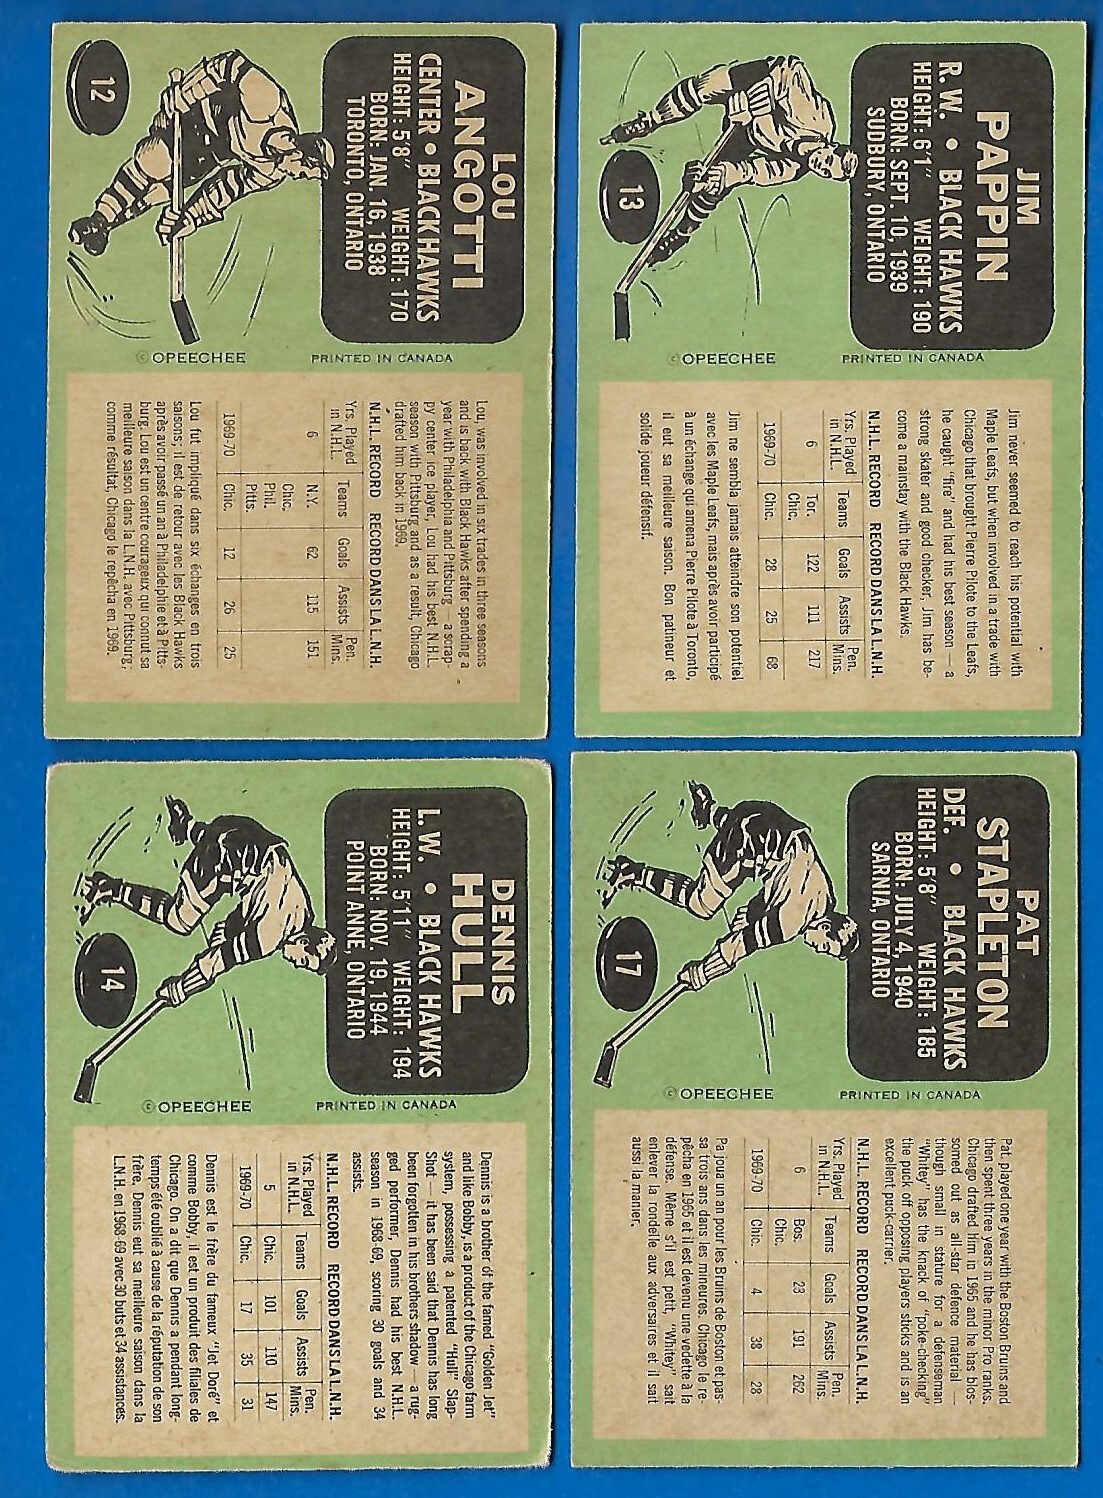 LOU
ANGOTTI
CENTER • BLACK HAWKS
HEIGHT: 5'8" WEIGHT: 170
BORN: JAN. 16, 1938
TORONTO, ONTARIO
12
© OPEECHEE PRINTED IN CANADA
Lou was involved in six trades in three seasons
and is back with Black Hawks after spending a
year with Philadelphia and Pittsburg — a scrap-
py center ice player, Lou had his best N.H.L.
season with Pittsburg and as a result, Chicago
drafted him back in 1969.
N.H.L. RECORD RECORD DANS LA L.N.H.
Yrs. Played in N.H.L. Teams Goals Assists Pen. Mins.
6 N.Y. 62 115 151
Chic.
Phil.
Pitts.
1969-70 Chic. 12 26 25
Lou fut impliqué dans six échanges en trois
saisons; il est de retour avec les Black Hawks
après avoir passé un an à Philadelphie et à Pitts-
burg. Lou est un centre courageux qui connut sa
meilleure saison dans la L.N.H. avec Pittsburg;
comme résultat, Chicago le repêcha en 1969.
JIM
PAPPIN
R.W. • BLACK HAWKS
HEIGHT: 6'1" WEIGHT: 190
BORN: SEPT. 10, 1939
SUDBURY, ONTARIO
13
© OPEECHEE PRINTED IN CANADA
Jim never seemed to reach his potential with
Maple Leafs, but when involved in a trade with
Chicago that brought Pierre Pilote to the Leafs,
he caught "fire" and had his best season — a
strong skater and good checker, Jim has be-
come a mainstay with the Black Hawks.
N.H.L. RECORD RECORD DANS LA L.N.H.
Yrs. Played in N.H.L. Teams Goals Assists Pen. Mins.
6 Tor. 122 111 217
Chic.
1969-70 Chic. 28 25 68
Jim ne sembla jamais atteindre son potentiel
avec les Maple Leafs, mais après avoir participé
à un échange qui amena Pierre Pilote à Toronto,
il eut sa meilleure saison. Bon patineur et
solide joueur défensif.
DENNIS
HULL
L.W. • BLACK HAWKS
HEIGHT: 5'11" WEIGHT: 194
BORN: NOV. 19, 1944
POINT ANNE, ONTARIO
14
© OPEECHEE PRINTED IN CANADA
Dennis is a brother of the famed "Golden Jet"
and like Bobby, is a product of the Chicago farm
system, possessing a patented "Hull" Slap-
Shot — it has been said that Dennis has long
been forgotten in his brothers shadow — a rug-
ged performer, Dennis had his best N.H.L.
season in 1968-69, scoring 30 goals and 34
assists.
N.H.L. RECORD RECORD DANS LA L.N.H.
Yrs. Played in N.H.L. Teams Goals Assists Pen. Mins.
5 Chic. 101 110 147
1969-70 Chic. 17 35 31
Dennis est le frère du fameux "Jet Doré" et
comme Bobby, il est un produit des filiales de
Chicago. On a dit que Dennis a pendant long-
temps été oublié à cause de la réputation de son
frère. Dennis eut sa meilleure saison dans la
L.N.H. en 1968-69 avec 30 buts et 34 assistances.
PAT
STAPLETON
DEF. • BLACK HAWKS
HEIGHT: 5'8" WEIGHT: 185
BORN: JULY 4, 1940
SARNIA, ONTARIO
17
© OPEECHEE PRINTED IN CANADA
Pat played one year with the Boston Bruins and
then spent three years in the minor Pro ranks.
Chicago drafted him in 1965 and he has blos-
somed out as all-star defence material —
though small in stature for a defenseman
"Whitey" has the knack of "poke-checking"
the puck off opposing players sticks and is an
excellent puck-carrier.
N.H.L. RECORD RECORD DANS LA L.N.H.
Yrs. Played in N.H.L. Teams Goals Assists Pen. Mins.
6 Bos. 23 191 262
Chic.
1969-70 Chic. 4 38 28
Pa joua un an pour les Bruins de Boston et pas-
sa trois ans dans les mineures. Chicago le re-
pêcha en 1965 et il est devenu une vedette à la
défense. Même s'il est petit, "Whitey" sait
enlever la rondelle aux adversaires et il sait
aussi la manier.